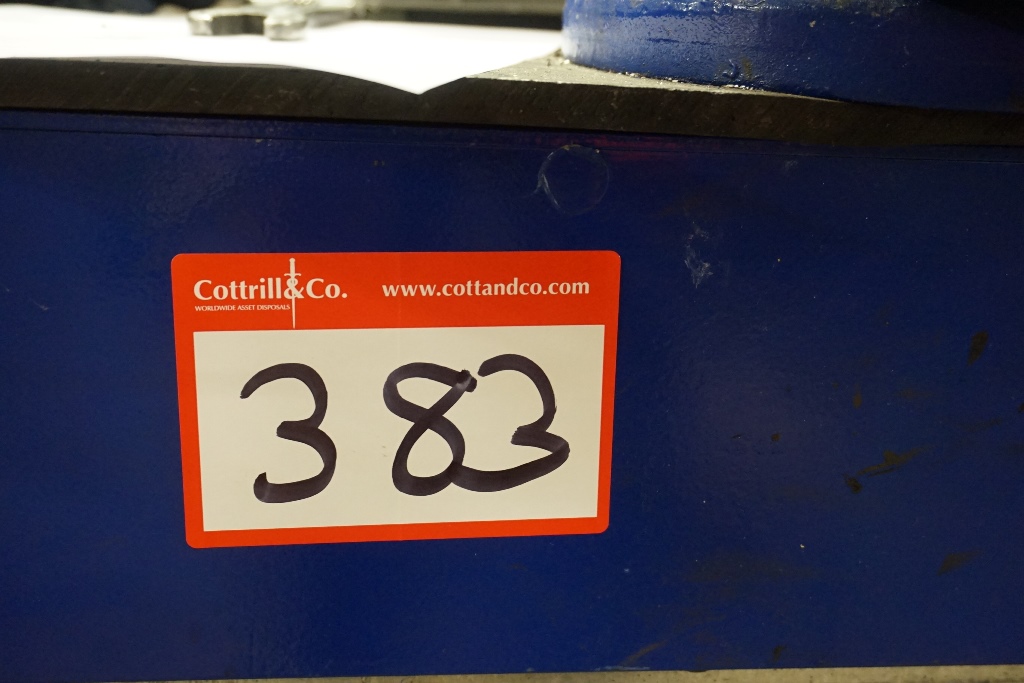 Cottrill&Co. www.cottandco.com
WORLDWIDE ASSET DISPOSALS
383